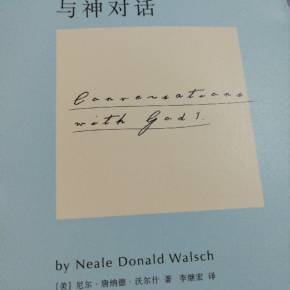 与神对话
Conversations
with God 1.
by Neale Donald Walsch
[美] 尼尔·唐纳德·沃尔什 著 李继宏 译